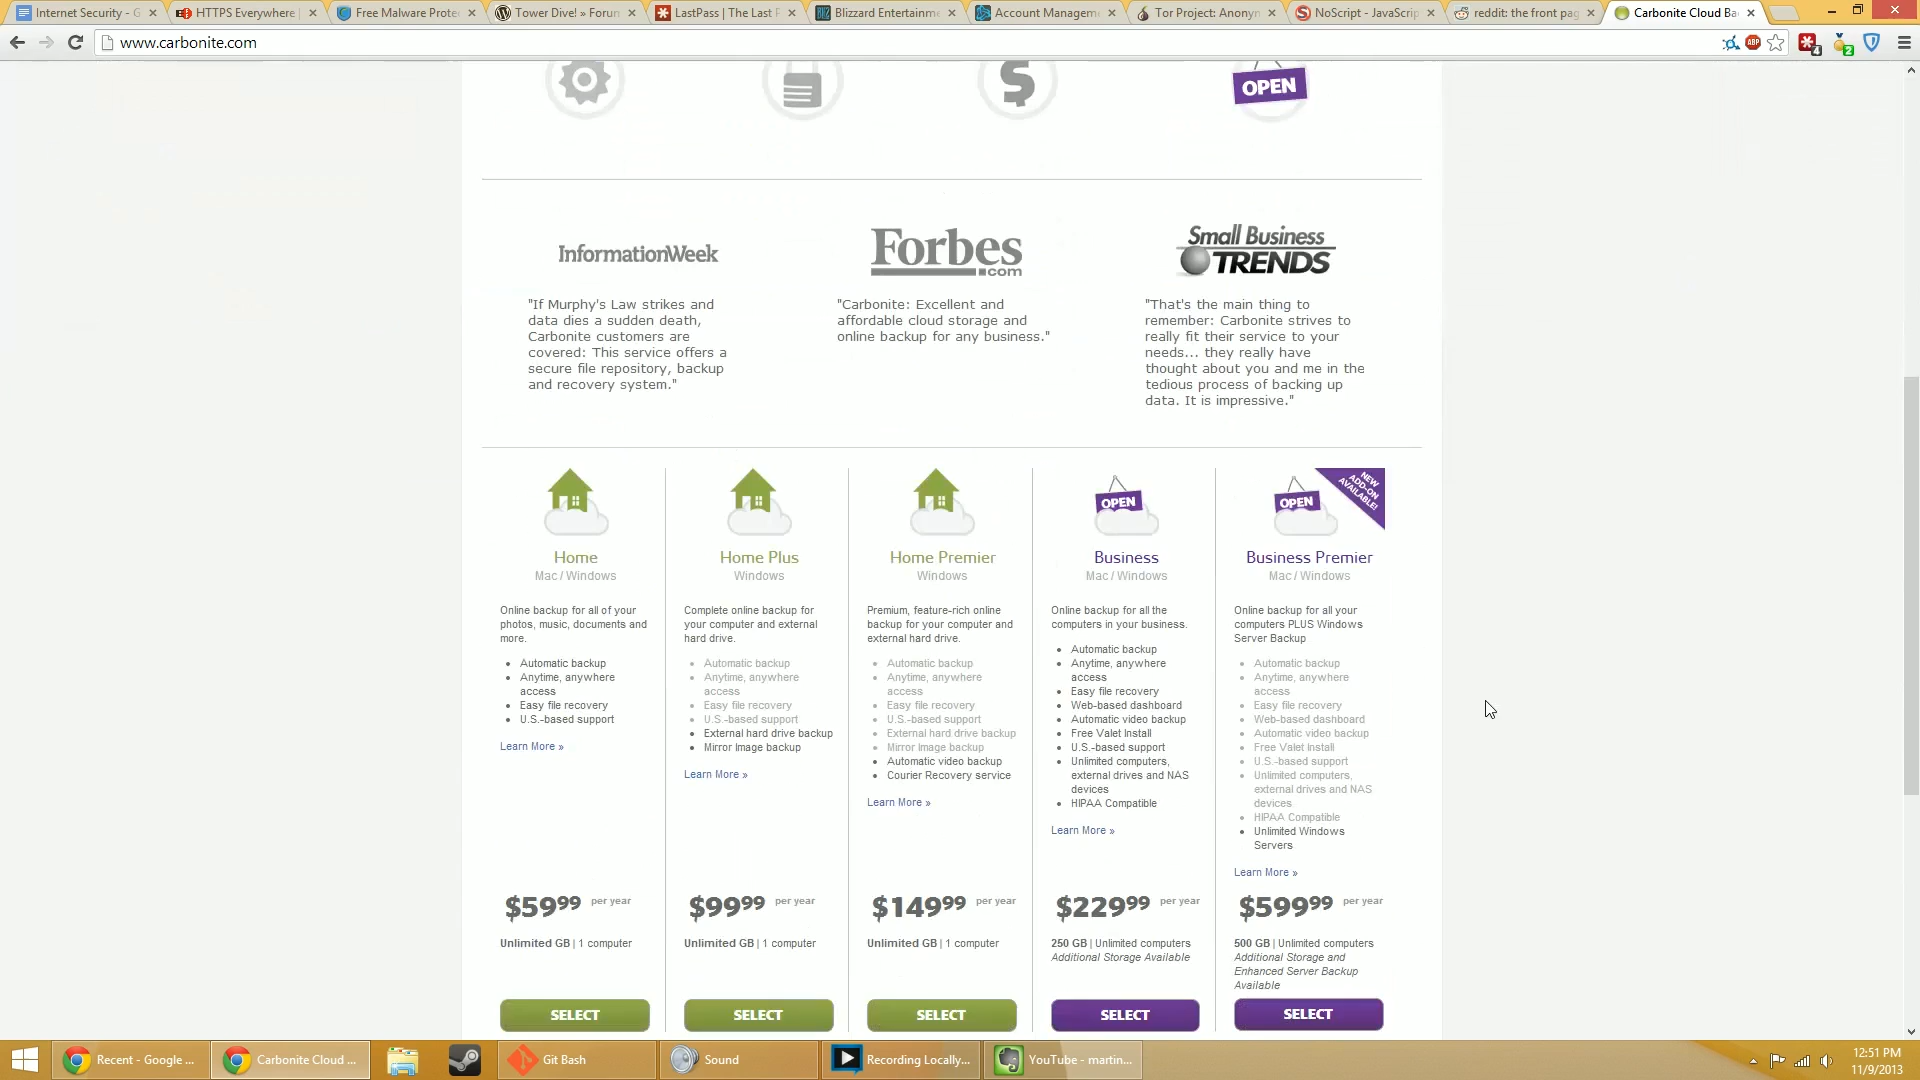 Internet Security - G
HTTPS Everywhere |
Free Malware Prote
Tower Dive! » Forun
LastPass | The Last P
Blizzard Entertainme
Account Managem
Tor Project: Anonyn
NoScript - JavaScrip
reddit: the front pag
Carbonite Cloud Ba
www.carbonite.com
ABP
4
2
OPEN
InformationWeek
"If Murphy's Law strikes and
data dies a sudden death,
Carbonite customers are
covered: This service offers a
secure file repository, backup
and recovery system."
Forbes
.com
"Carbonite: Excellent and
affordable cloud storage and
online backup for any business."
Small Business
TRENDS
"That's the main thing to
remember: Carbonite strives to
really fit their service to your
needs... they really have
thought about you and me in the
tedious process of backing up
data. It is impressive."
Home
Mac / Windows
Online backup for all of your
photos, music, documents and
more.
• Automatic backup
• Anytime, anywhere
access
• Easy file recovery
• U.S.-based support
Learn More »
$59.99 per year
Unlimited GB | 1 computer
SELECT
Home Plus
Windows
Complete online backup for
your computer and external
hard drive.
• Automatic backup
• Anytime, anywhere
access
• Easy file recovery
• U.S.-based support
• External hard drive backup
• Mirror Image backup
Learn More »
$99.99 per year
Unlimited GB | 1 computer
SELECT
Home Premier
Windows
Premium, feature-rich online
backup for your computer and
external hard drive.
• Automatic backup
• Anytime, anywhere
access
• Easy file recovery
• U.S.-based support
• External hard drive backup
• Mirror Image backup
• Automatic video backup
• Courier Recovery service
Learn More »
$149.99 per year
Unlimited GB | 1 computer
SELECT
OPEN
Business
Mac / Windows
Online backup for all the
computers in your business.
• Automatic backup
• Anytime, anywhere
access
• Easy file recovery
• Web-based dashboard
• Automatic video backup
• Free Valet Install
• U.S.-based support
• Unlimited computers,
external drives and NAS
devices
• HIPAA Compatible
Learn More »
$229.99 per year
250 GB | Unlimited computers
Additional Storage Available
SELECT
OPEN
NEW
ADD-ON
AVAILABLE!
Business Premier
Mac / Windows
Online backup for all your
computers PLUS Windows
Server Backup
• Automatic backup
• Anytime, anywhere
access
• Easy file recovery
• Web-based dashboard
• Automatic video backup
• Free Valet Install
• U.S.-based support
• Unlimited computers,
external drives and NAS
devices
• HIPAA Compatible
• Unlimited Windows
Servers
Learn More »
$599.99 per year
500 GB | Unlimited computers
Additional Storage and
Enhanced Server Backup
Available
SELECT
Recent - Google ...
Carbonite Cloud ...
Git Bash
Sound
Recording Locally...
YouTube - martin...
12:51 PM
11/9/2013